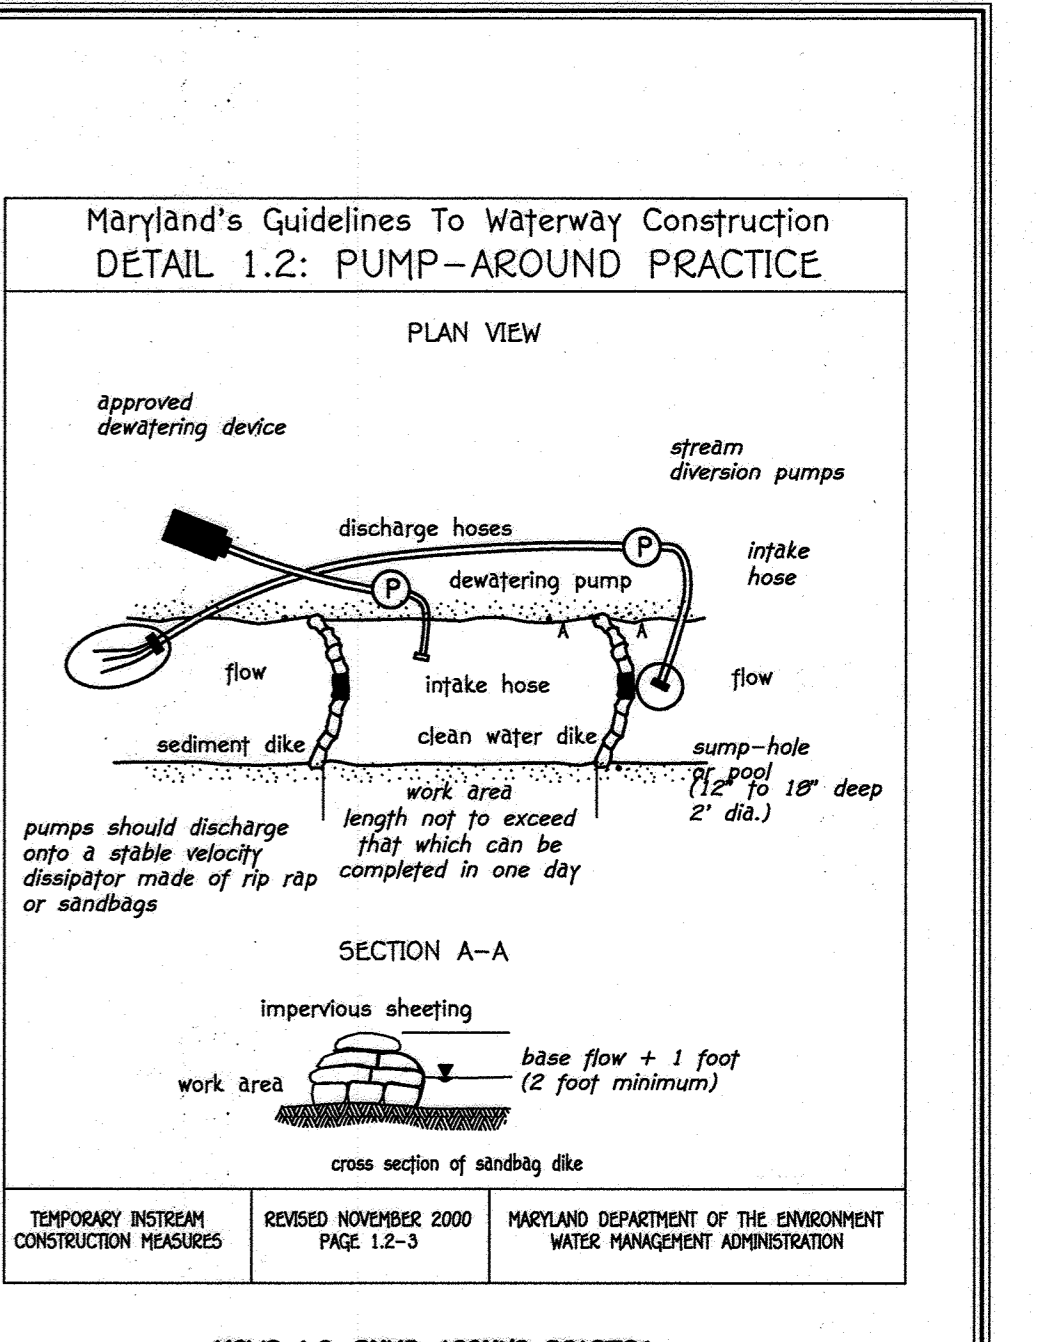 Maryland's Guidelines To Waterway Construction
DETAIL 1.2: PUMP-AROUND PRACTICE
PLAN VIEW
approved
dewatering device
stream
diversion pumps
discharge hoses
P
intake
hose
P
dewatering pump
A
A
flow
intake hose
flow
sediment dike
clean water dike
sump-hole
or pool
(12" to 18" deep
2' dia.)
work area
length not to exceed
that which can be
completed in one day
pumps should discharge
onto a stable velocity
dissipator made of rip rap
or sandbags
SECTION A-A
impervious sheeting
work area
base flow + 1 foot
(2 foot minimum)
cross section of sandbag dike
TEMPORARY INSTREAM
CONSTRUCTION MEASURES
REVISED NOVEMBER 2000
PAGE 1.2-3
MARYLAND DEPARTMENT OF THE ENVIRONMENT
WATER MANAGEMENT ADMINISTRATION